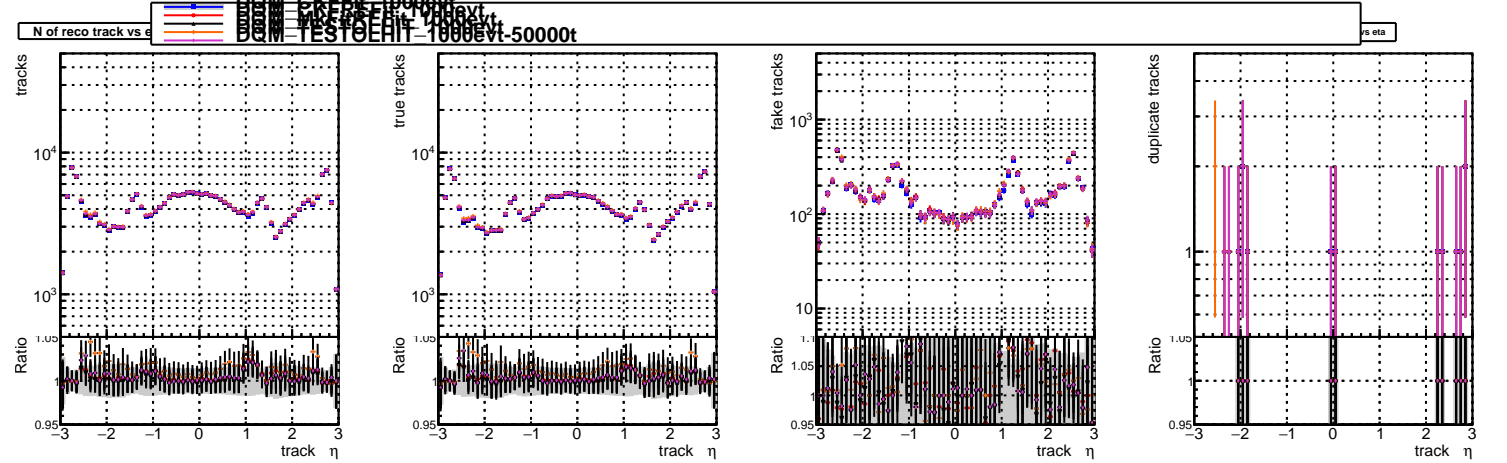 DQM_TESTOLHIT_1000evt-50000t
N of reco track vs e
vs eta
tracks
true tracks
fake tracks
duplicate tracks
10⁴
10³
10⁴
10³
10³
10²
10
1
Ratio
1.05
1
0.95
Ratio
1.05
1
0.95
Ratio
1.1
1.05
1
0.95
Ratio
1.05
1
0.95
−3 −2 −1 0 1 2 3
−3 −2 −1 0 1 2 3
−3 −2 −1 0 1 2 3
−3 −2 −1 0 1 2 3
track η
track η
track η
track η